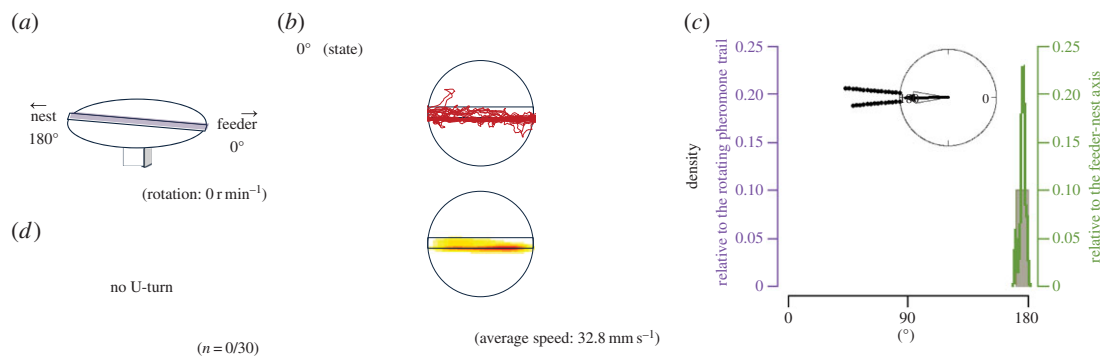 (a)
nest
180°
feeder
0°
(rotation: 0 r min⁻¹)
(b)
0° (state)
(average speed: 32.8 mm s⁻¹)
(c)
density
relative to the rotating pheromone trail
0.25
0.20
0.15
0.10
0.05
0
0
relative to the feeder-nest axis
0.25
0.20
0.15
0.10
0.05
0
0
90
180
(°)
(d)
no U-turn
(n = 0/30)